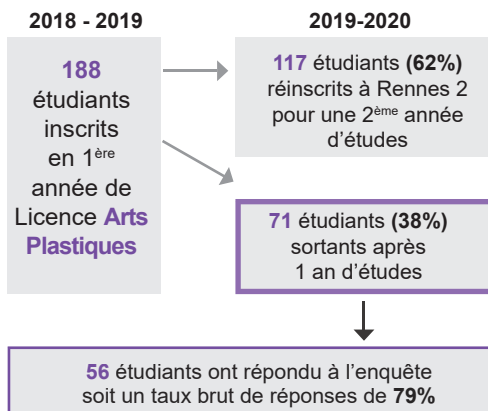 2018 - 2019
188
étudiants
inscrits
en 1ère
année de
Licence Arts
Plastiques
2019-2020
117 étudiants (62%)
réinscrits à Rennes 2
pour une 2ème année
d'études
71 étudiants (38%)
sortants après
1 an d'études
56 étudiants ont répondu à l'enquête
soit un taux brut de réponses de 79%